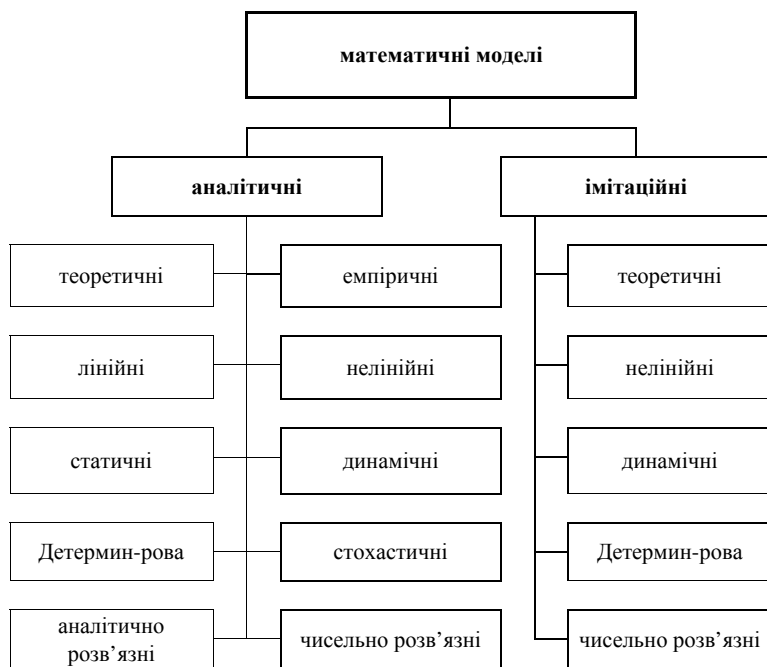 математичні моделі
аналітичні
імітаційні
теоретичні
емпіричні
теоретичні
лінійні
нелінійні
нелінійні
статичні
динамічні
динамічні
Детермин-рова
стохастичні
Детермин-рова
аналітично
розв’язні
чисельно розв’язні
чисельно розв’язні